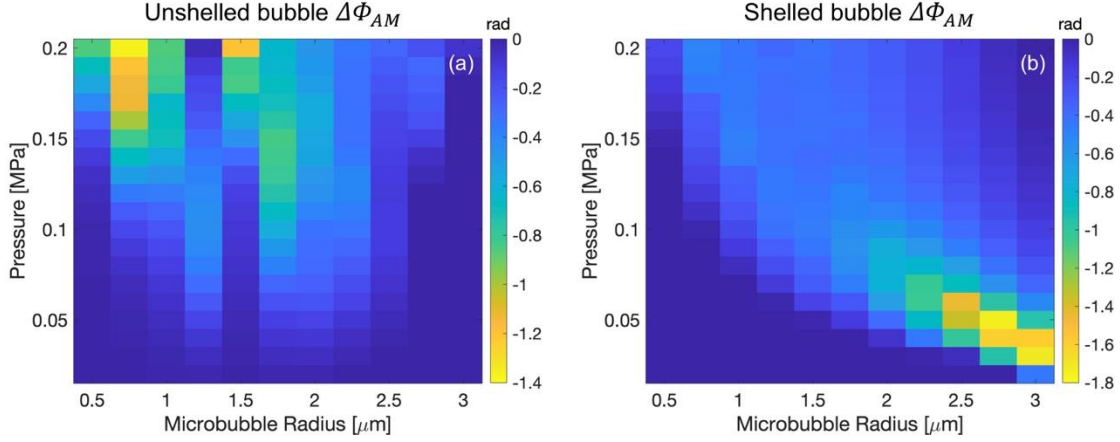 Unshelled bubble ΔΦ_AM
rad
(a)
0.2
0.15
0.1
0.05
Pressure [MPa]
0.5 1 1.5 2 2.5 3
Microbubble Radius [μm]
0
-0.2
-0.4
-0.6
-0.8
-1
-1.2
-1.4
Shelled bubble ΔΦ_AM
rad
(b)
0.2
0.15
0.1
0.05
Pressure [MPa]
0.5 1 1.5 2 2.5 3
Microbubble Radius [μm]
0
-0.2
-0.4
-0.6
-0.8
-1
-1.2
-1.4
-1.6
-1.8